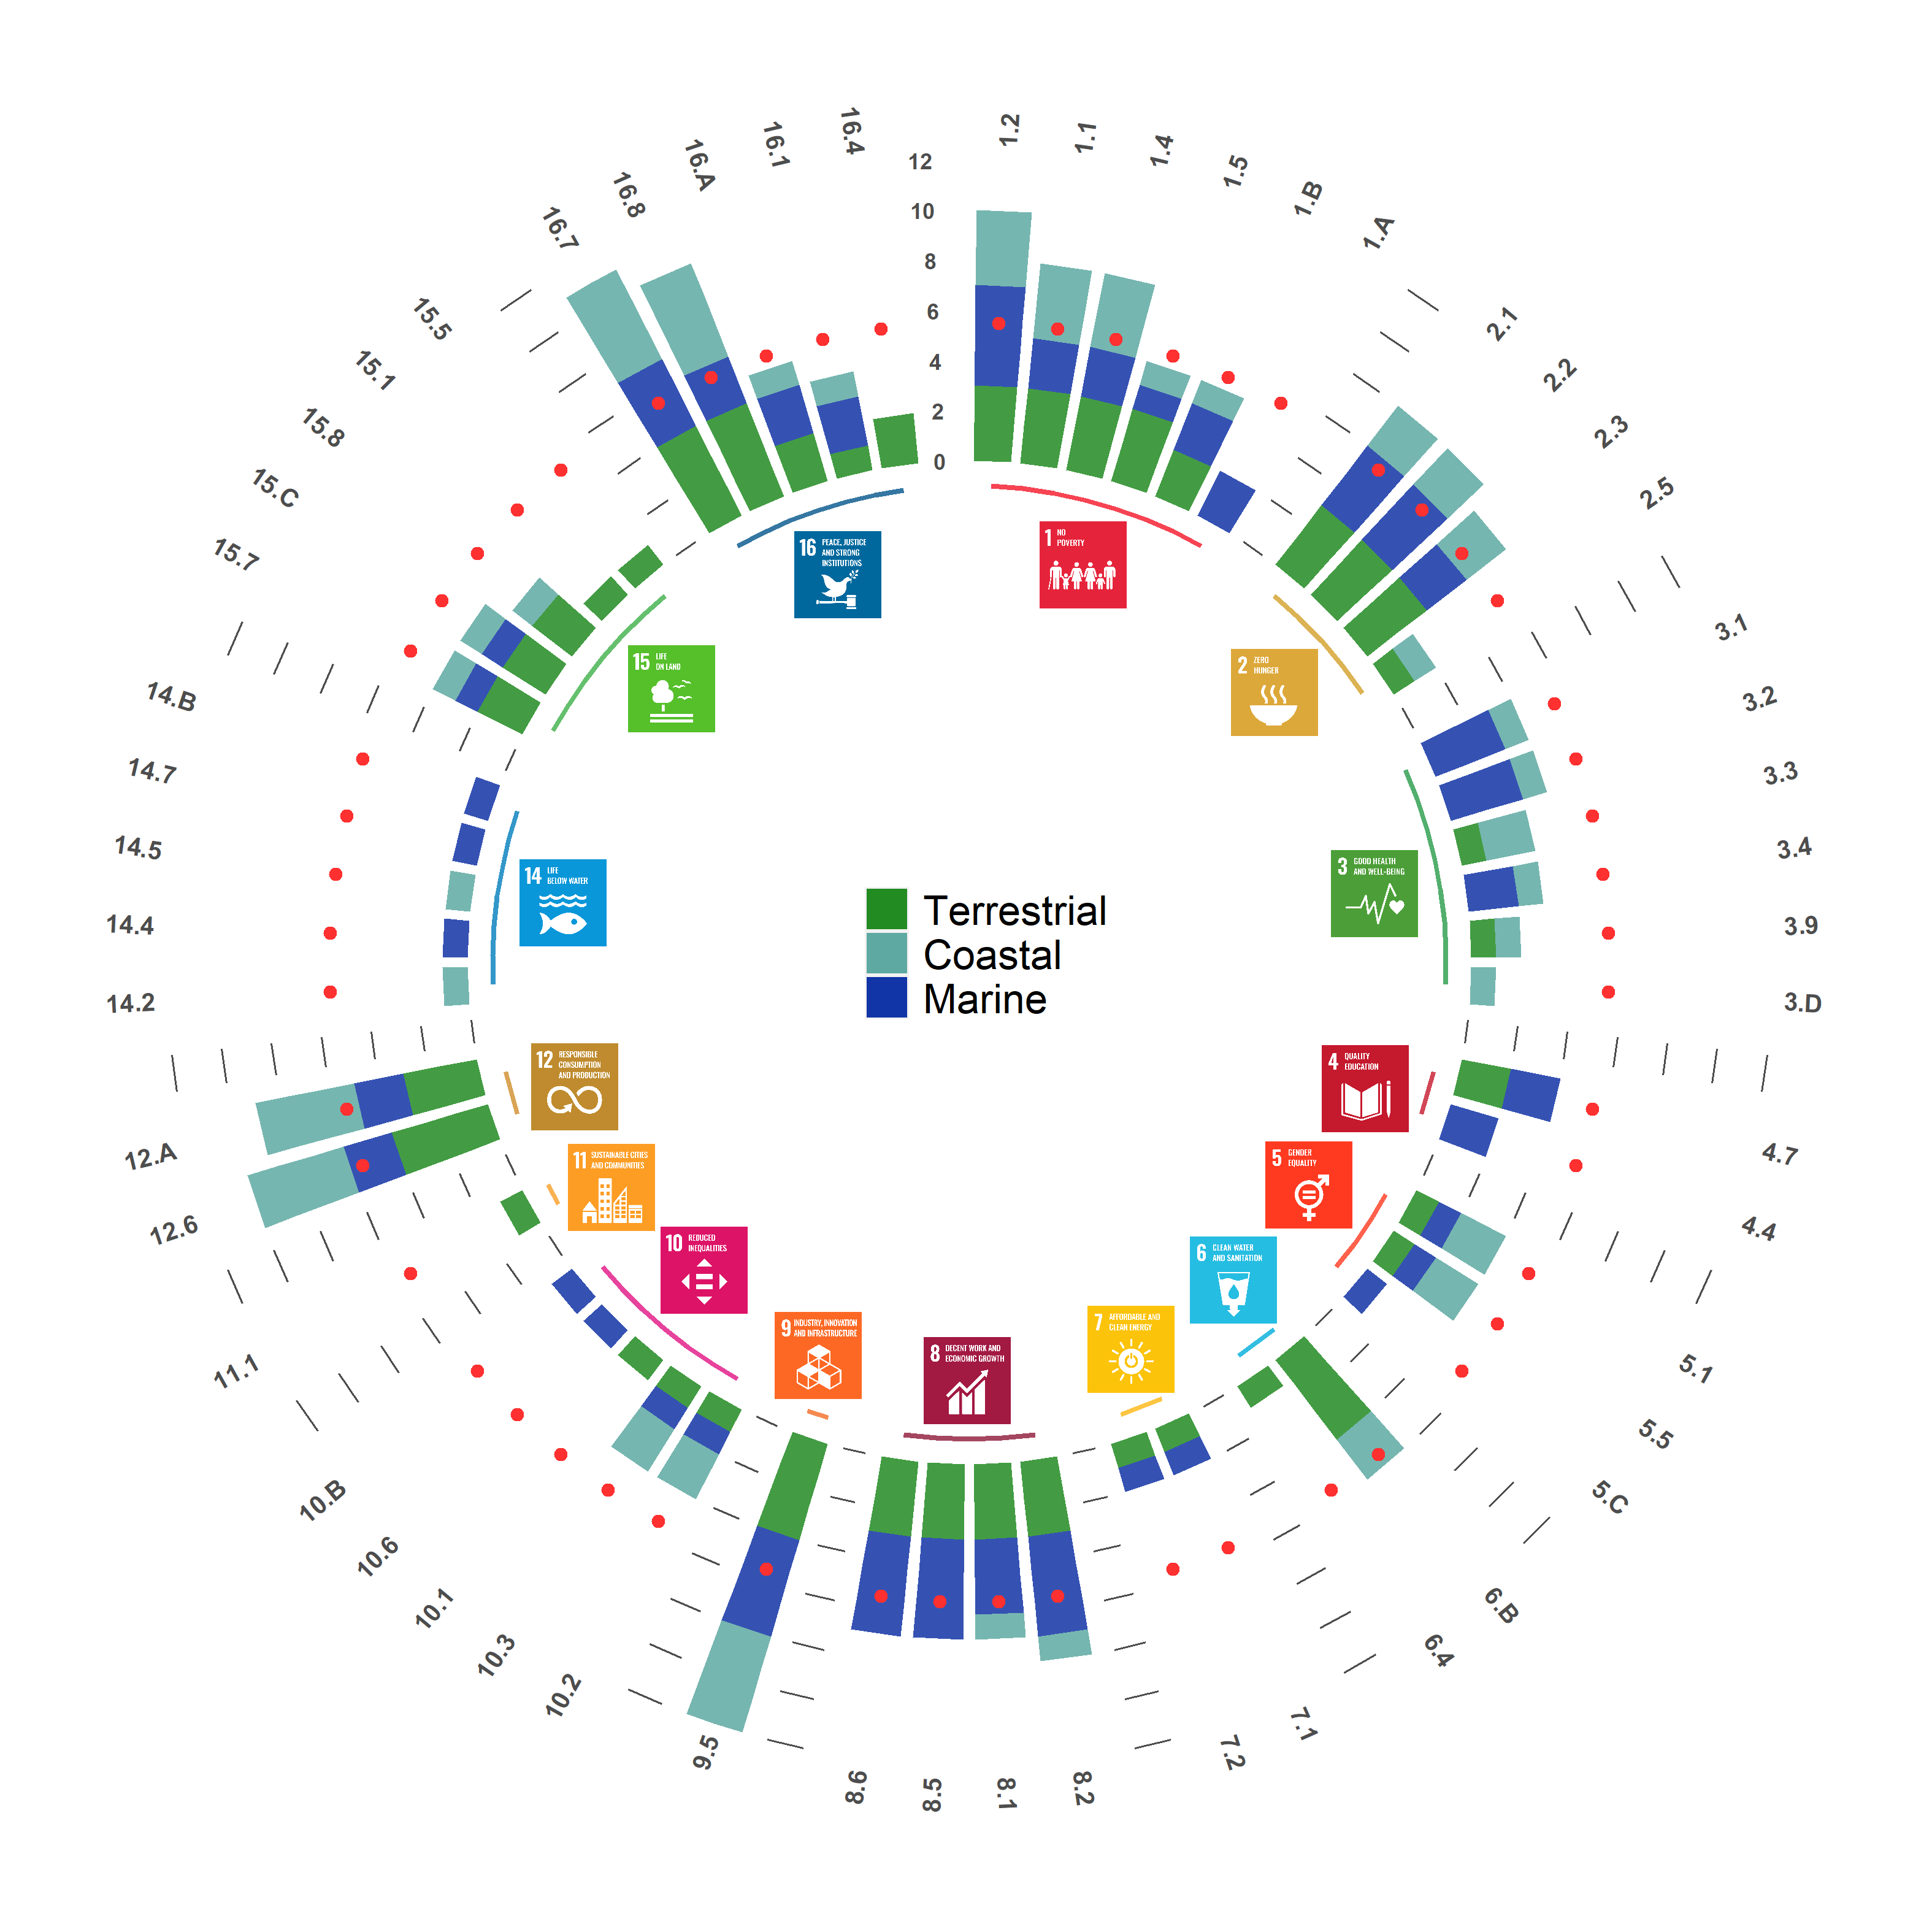 12
10
8
6
4
2
0
1.2
1.1
1.4
1.5
1.B
1.A
2.1
2.2
2.3
2.5
3.1
3.2
3.3
3.4
3.9
3.D
4.7
4.4
5.1
5.5
5.C
6.B
6.4
7.1
7.2
8.2
8.1
8.5
8.6
9.5
10.2
10.3
10.1
10.6
10.B
11.1
12.6
12.A
14.2
14.4
14.5
14.7
14.B
15.7
15.C
15.8
15.1
15.5
16.7
16.8
16.A
16.1
16.4
1 NO
POVERTY
2 ZERO
HUNGER
3 GOOD HEALTH
AND WELL-BEING
4 QUALITY
EDUCATION
5 GENDER
EQUALITY
6 CLEAN WATER
AND SANITATION
7 AFFORDABLE AND
CLEAN ENERGY
8 DECENT WORK AND
ECONOMIC GROWTH
9 INDUSTRY, INNOVATION
AND INFRASTRUCTURE
10 REDUCED
INEQUALITIES
11 SUSTAINABLE CITIES
AND COMMUNITIES
12 RESPONSIBLE
CONSUMPTION
AND PRODUCTION
14 LIFE
BELOW WATER
15 LIFE
ON LAND
16 PEACE, JUSTICE
AND STRONG
INSTITUTIONS
Terrestrial
Coastal
Marine